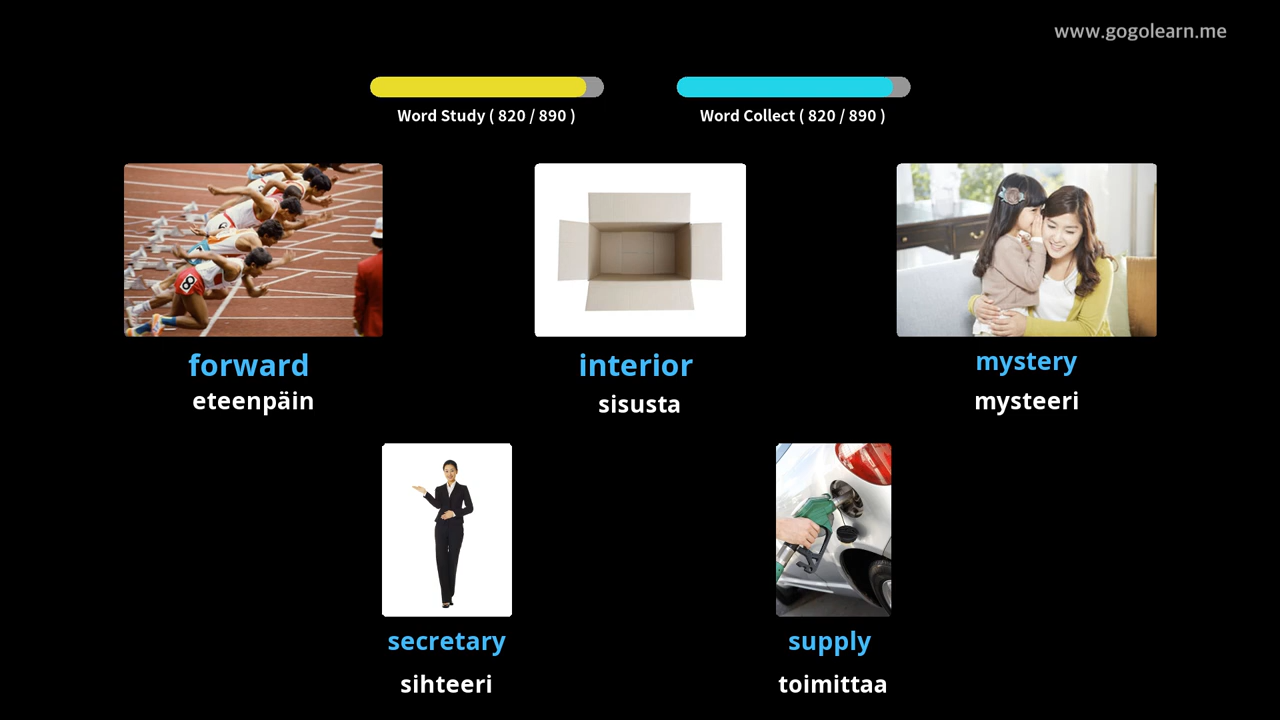 www.gogolearn.me
Word Study ( 820 / 890 )
Word Collect ( 820 / 890 )
forward
eteenpäin
interior
sisusta
mystery
mysteeri
secretary
sihteeri
supply
toimittaa